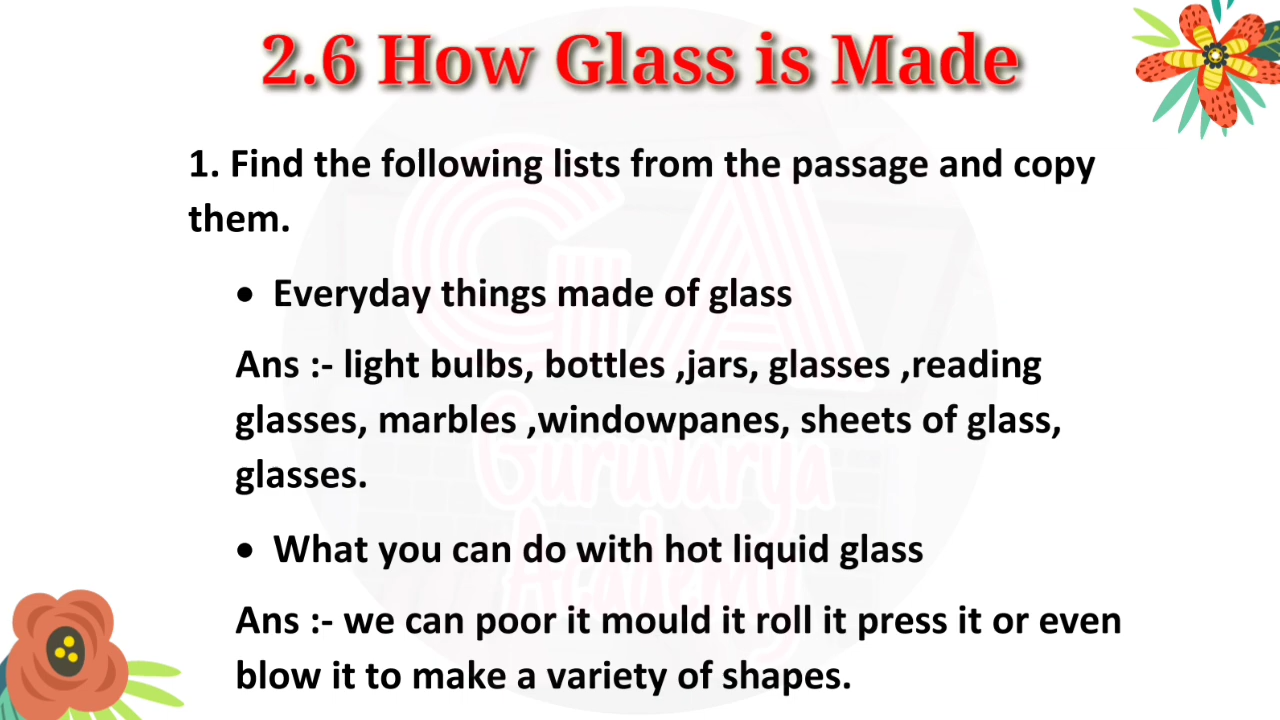 2.6 How Glass is Made
1. Find the following lists from the passage and copy
them.
• Everyday things made of glass
Ans :- light bulbs, bottles ,jars, glasses ,reading
glasses, marbles ,windowpanes, sheets of glass,
glasses.
• What you can do with hot liquid glass
Ans :- we can poor it mould it roll it press it or even
blow it to make a variety of shapes.
GA
Guruvarya
Academy